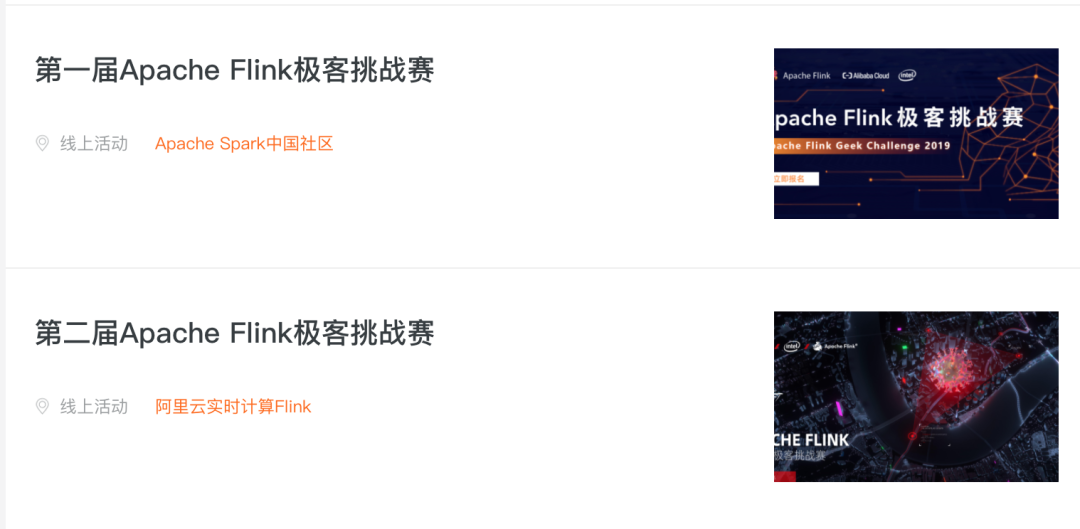 第一届Apache Flink极客挑战赛
线上活动 Apache Spark中国社区
Apache Flink Alibaba Cloud intel
pache Flink 极客挑战赛
pache Flink Geek Challenge 2019
立即报名
第二届Apache Flink极客挑战赛
线上活动 阿里云实时计算Flink
intel Apache Flink
CHE FLINK
极客挑战赛